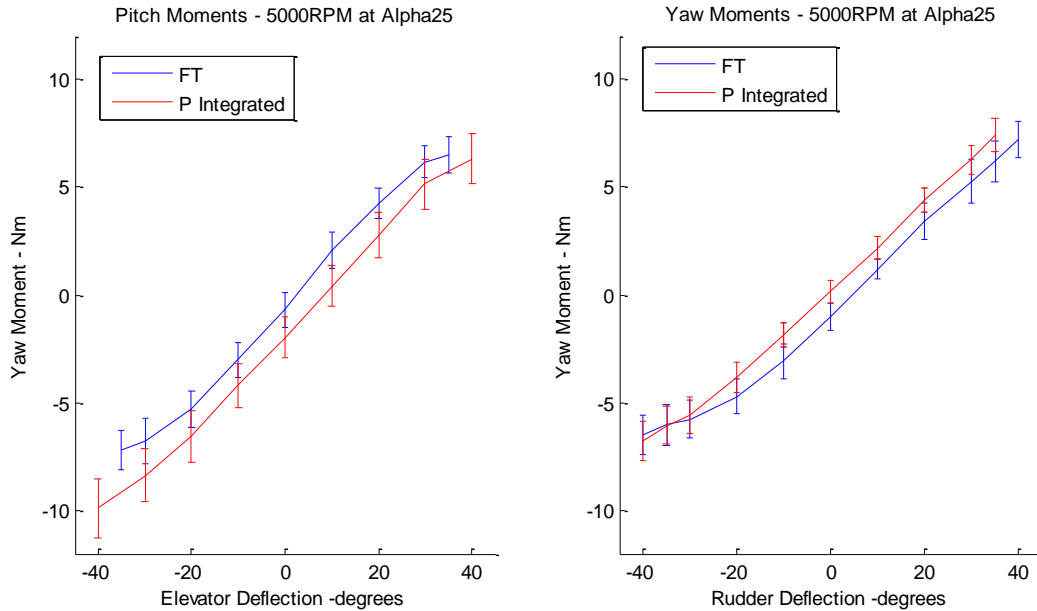 Pitch Moments - 5000RPM at Alpha25
FT
P Integrated
10
5
0
-5
-10
Yaw Moment - Nm
-40
-20
0
20
40
Elevator Deflection -degrees
Yaw Moments - 5000RPM at Alpha25
FT
P Integrated
10
5
0
-5
-10
Yaw Moment - Nm
-40
-20
0
20
40
Rudder Deflection -degrees